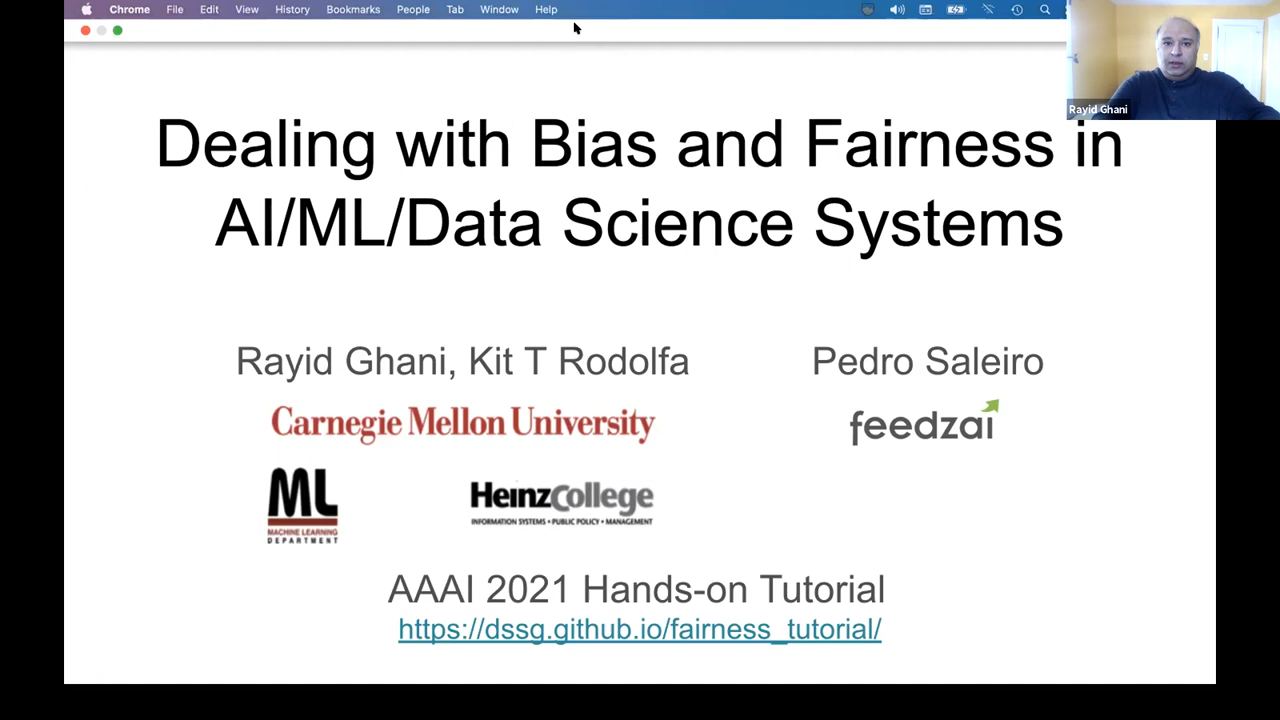 Chrome File Edit View History Bookmarks People Tab Window Help
Rayid Ghani
Dealing with Bias and Fairness in
AI/ML/Data Science Systems
Rayid Ghani, Kit T Rodolfa
Pedro Saleiro
Carnegie Mellon University
feedzai
ML
MACHINE LEARNING
DEPARTMENT
HeinzCollege
INFORMATION SYSTEMS • PUBLIC POLICY • MANAGEMENT
AAAI 2021 Hands-on Tutorial
https://dssg.github.io/fairness_tutorial/